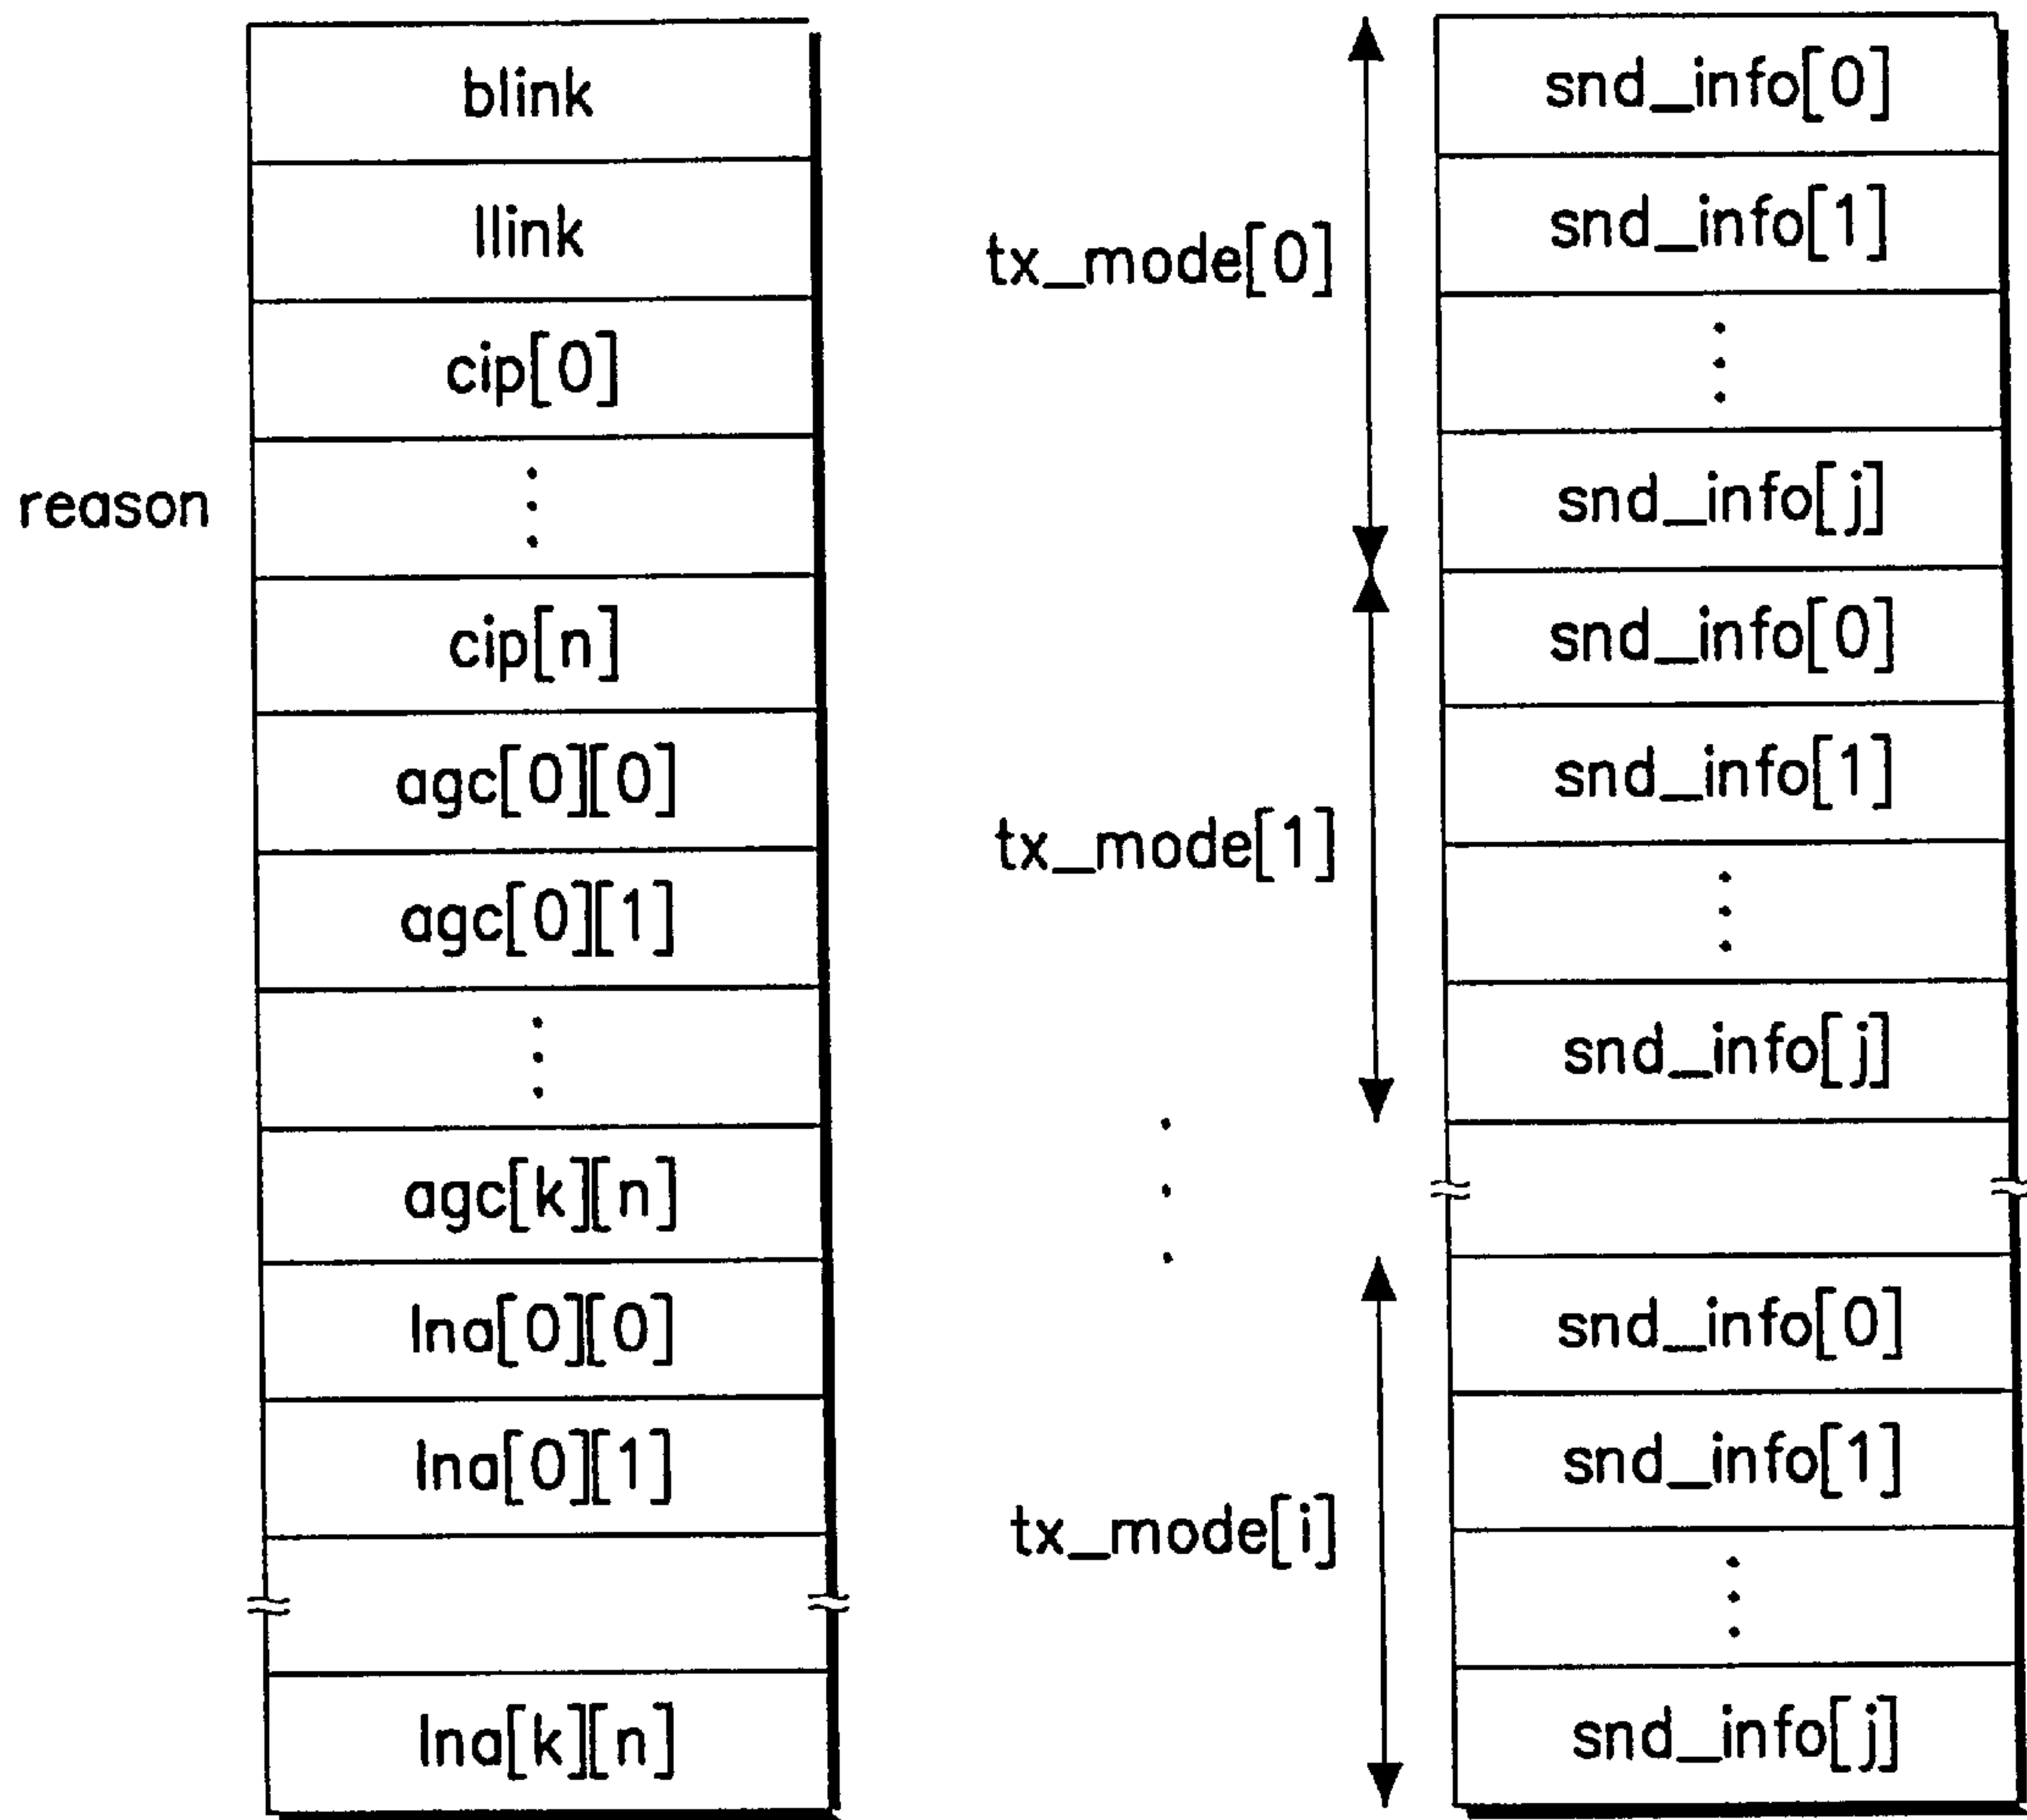 reason
blink
llink
cip[0]
⋮
cip[n]
agc[0][0]
agc[0][1]
⋮
agc[k][n]
lna[0][0]
lna[0][1]
lna[k][n]
tx_mode[0]
snd_info[0]
snd_info[1]
⋮
snd_info[j]
tx_mode[1]
snd_info[0]
snd_info[1]
⋮
snd_info[j]
⋮
tx_mode[i]
snd_info[0]
snd_info[1]
⋮
snd_info[j]